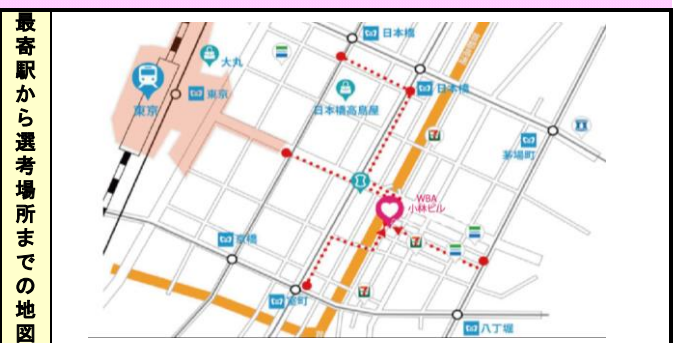 最寄駅から選考場所までの地図
日本橋
大丸
東京
東京
日本橋
日本橋高島屋
茅場町
WBA
小林ビル
京橋
宝町
八丁堀